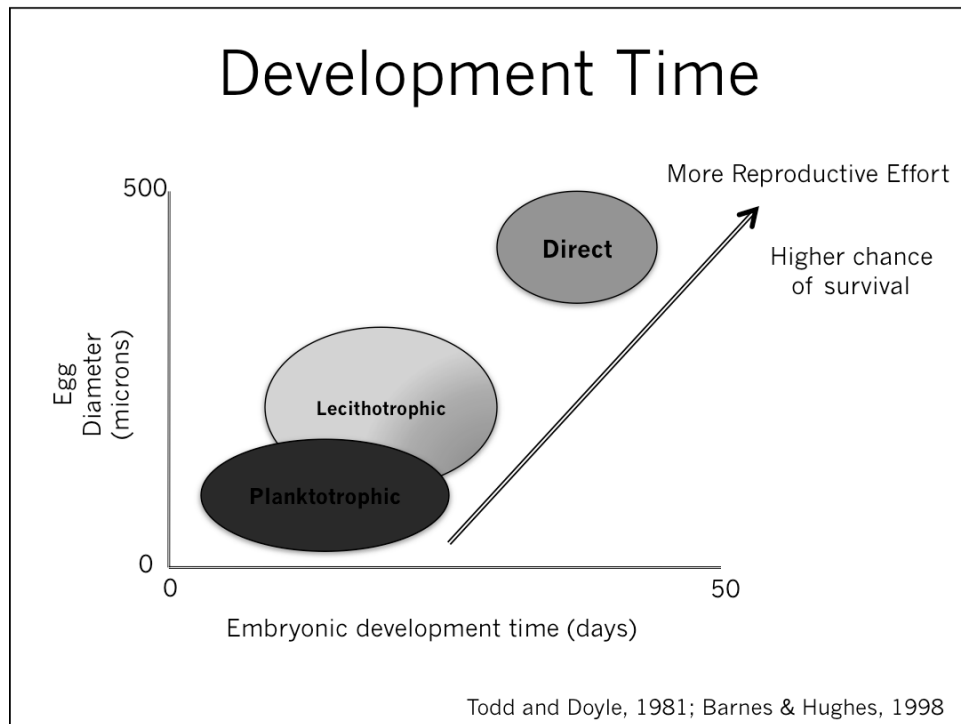 Development Time
500
More Reproductive Effort
Higher chance
of survival
Direct
Egg
Diameter
(microns)
Lecithotrophic
Planktotrophic
0
0
50
Embryonic development time (days)
Todd and Doyle, 1981; Barnes & Hughes, 1998